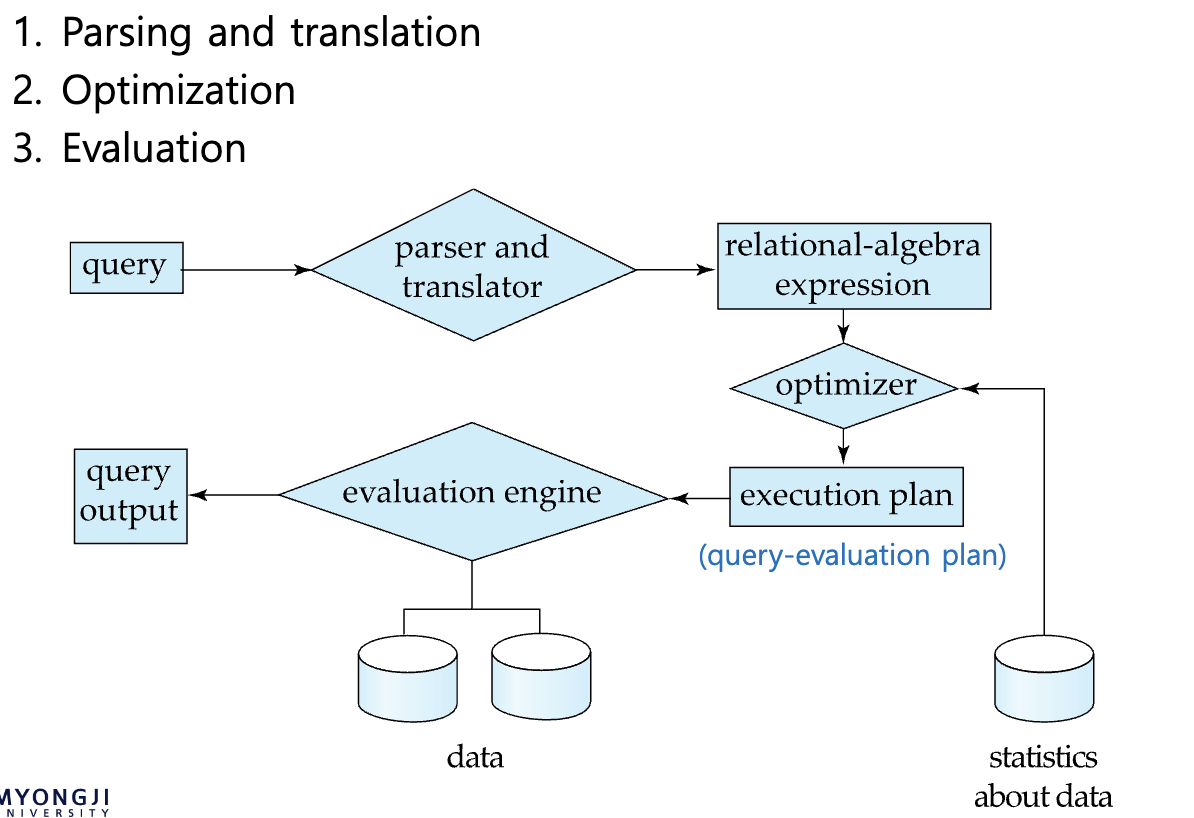 1. Parsing and translation
2. Optimization
3. Evaluation
query
parser and
translator
relational-algebra
expression
optimizer
query
output
evaluation engine
execution plan
(query-evaluation plan)
data
statistics
about data
MYONGJI
UNIVERSITY